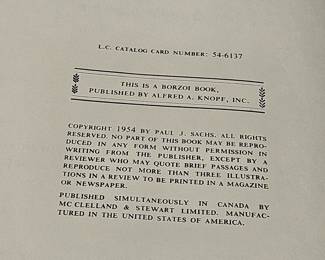 L.C. CATALOG CARD NUMBER: 54-6137
THIS IS A BORZOI BOOK,
PUBLISHED BY ALFRED A. KNOPF, INC.
COPYRIGHT 1954 BY PAUL J. SACHS. ALL RIGHTS
RESERVED. NO PART OF THIS BOOK MAY BE REPRO-
DUCED IN ANY FORM WITHOUT PERMISSION IN
WRITING FROM THE PUBLISHER, EXCEPT BY A
REVIEWER WHO MAY QUOTE BRIEF PASSAGES AND
REPRODUCE NOT MORE THAN THREE ILLUSTRA-
TIONS IN A REVIEW TO BE PRINTED IN A MAGAZINE
OR NEWSPAPER.
PUBLISHED SIMULTANEOUSLY IN CANADA BY
MC CLELLAND & STEWART LIMITED. MANUFAC-
TURED IN THE UNITED STATES OF AMERICA.